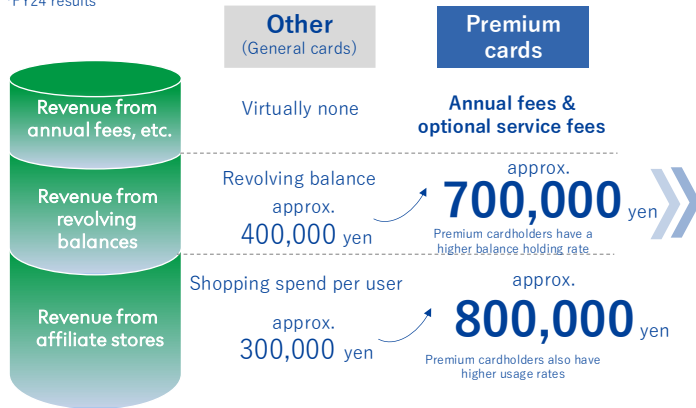 *FY24 results
Other
(General cards)
Premium
cards
Revenue from
annual fees, etc.
Virtually none
Annual fees &
optional service fees
Revenue from
revolving
balances
Revolving balance
approx.
400,000 yen
approx.
700,000 yen
Premium cardholders have a
higher balance holding rate
Revenue from
affiliate stores
Shopping spend per user
approx.
300,000 yen
approx.
800,000 yen
Premium cardholders also have
higher usage rates